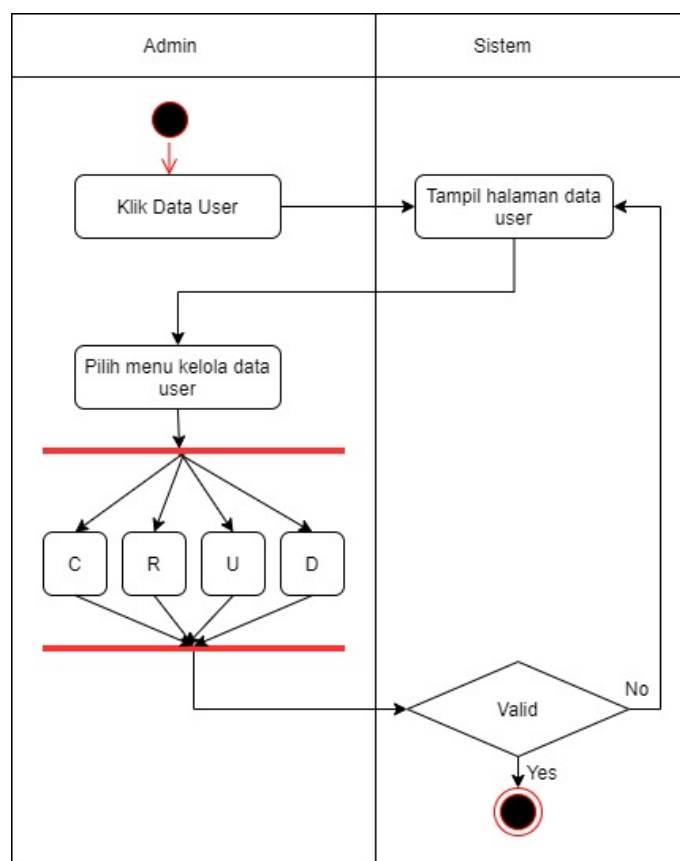 Admin
Sistem
Klik Data User
Tampil halaman data
user
Pilih menu kelola data
user
C
R
U
D
Valid
No
Yes